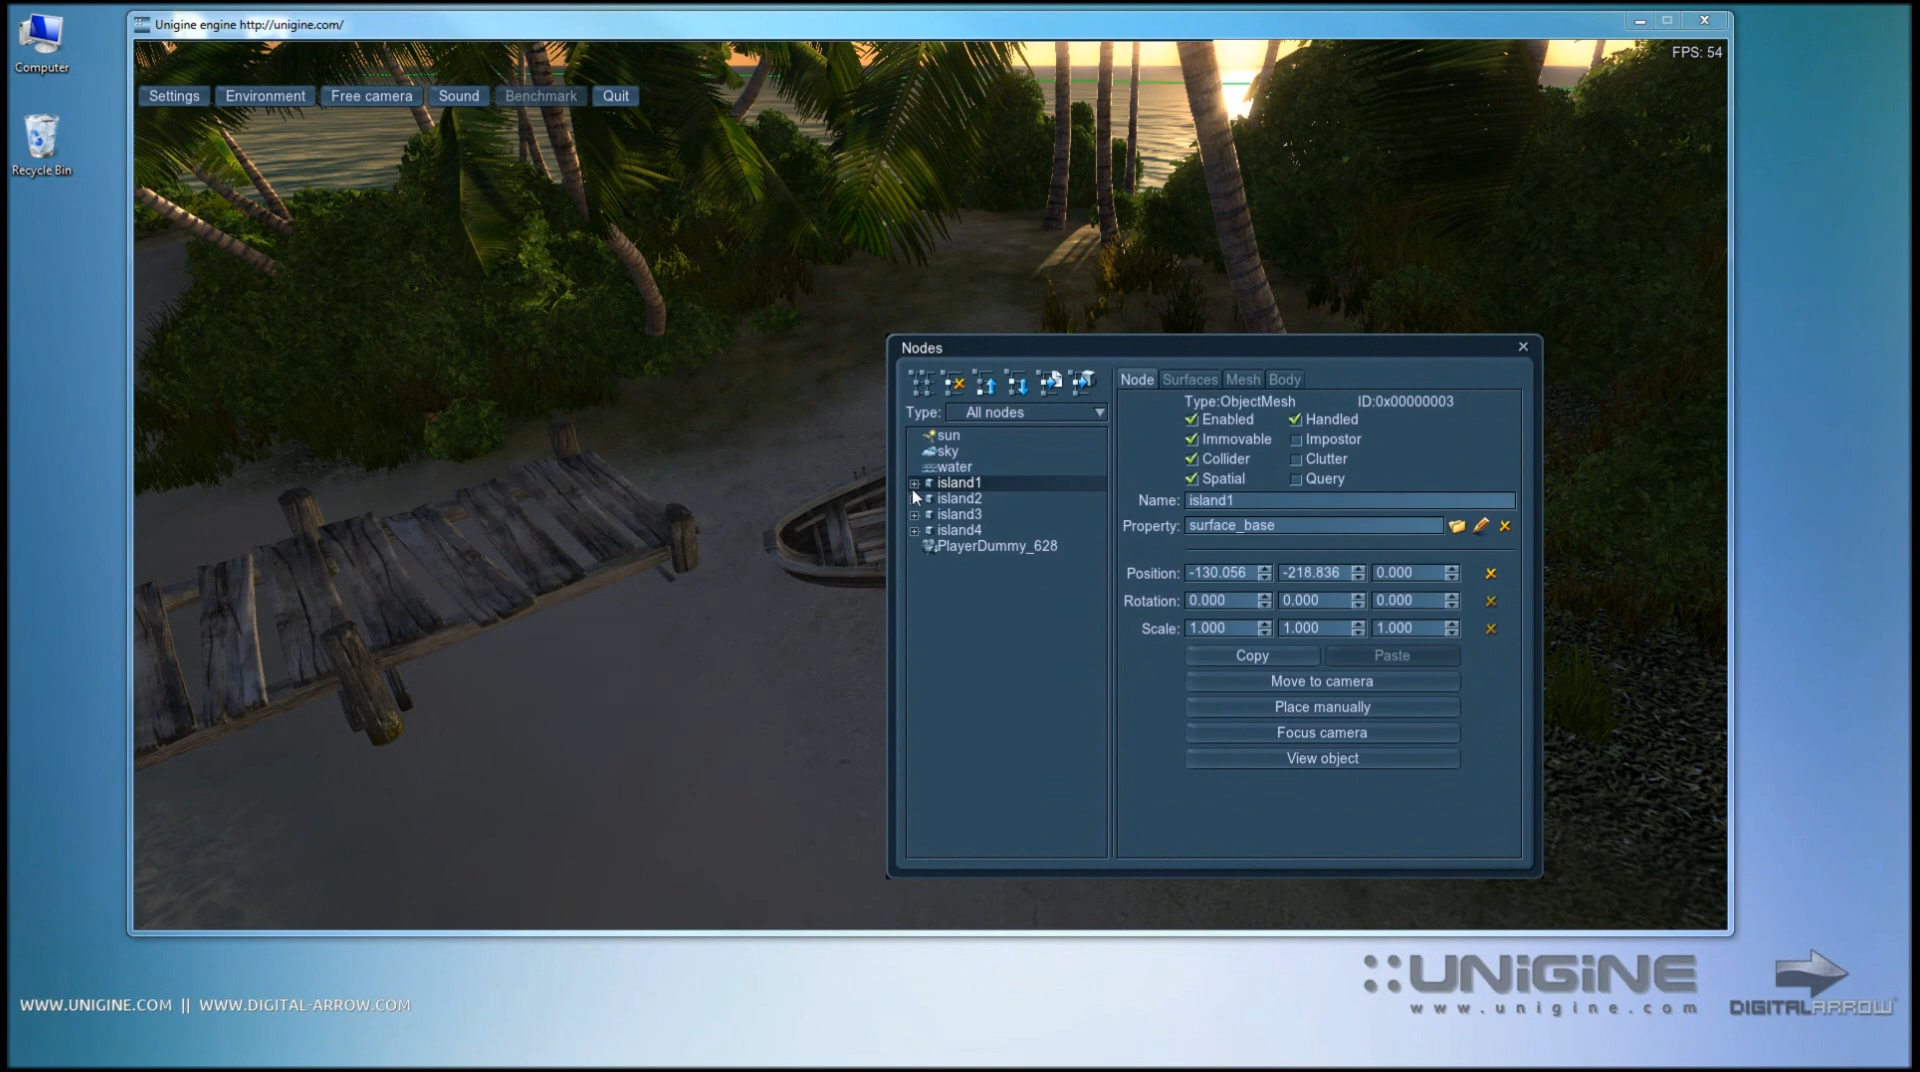 Computer
Recycle Bin
Unigine engine http://unigine.com/
FPS: 54
Settings Environment Free camera Sound Benchmark Quit
Nodes
Type: All nodes
sun
sky
water
island1
island2
island3
island4
PlayerDummy_628
Node Surfaces Mesh Body
Type:ObjectMesh ID:0x00000003
Enabled Handled
Immovable Impostor
Collider Clutter
Spatial Query
Name: island1
Property: surface_base
Position: -130.056 -218.836 0.000
Rotation: 0.000 0.000 0.000
Scale: 1.000 1.000 1.000
Copy Paste
Move to camera
Place manually
Focus camera
View object
WWW.UNIGINE.COM || WWW.DIGITAL-ARROW.COM
::UNiGiNE
www.unigine.com
DIGITALARROW